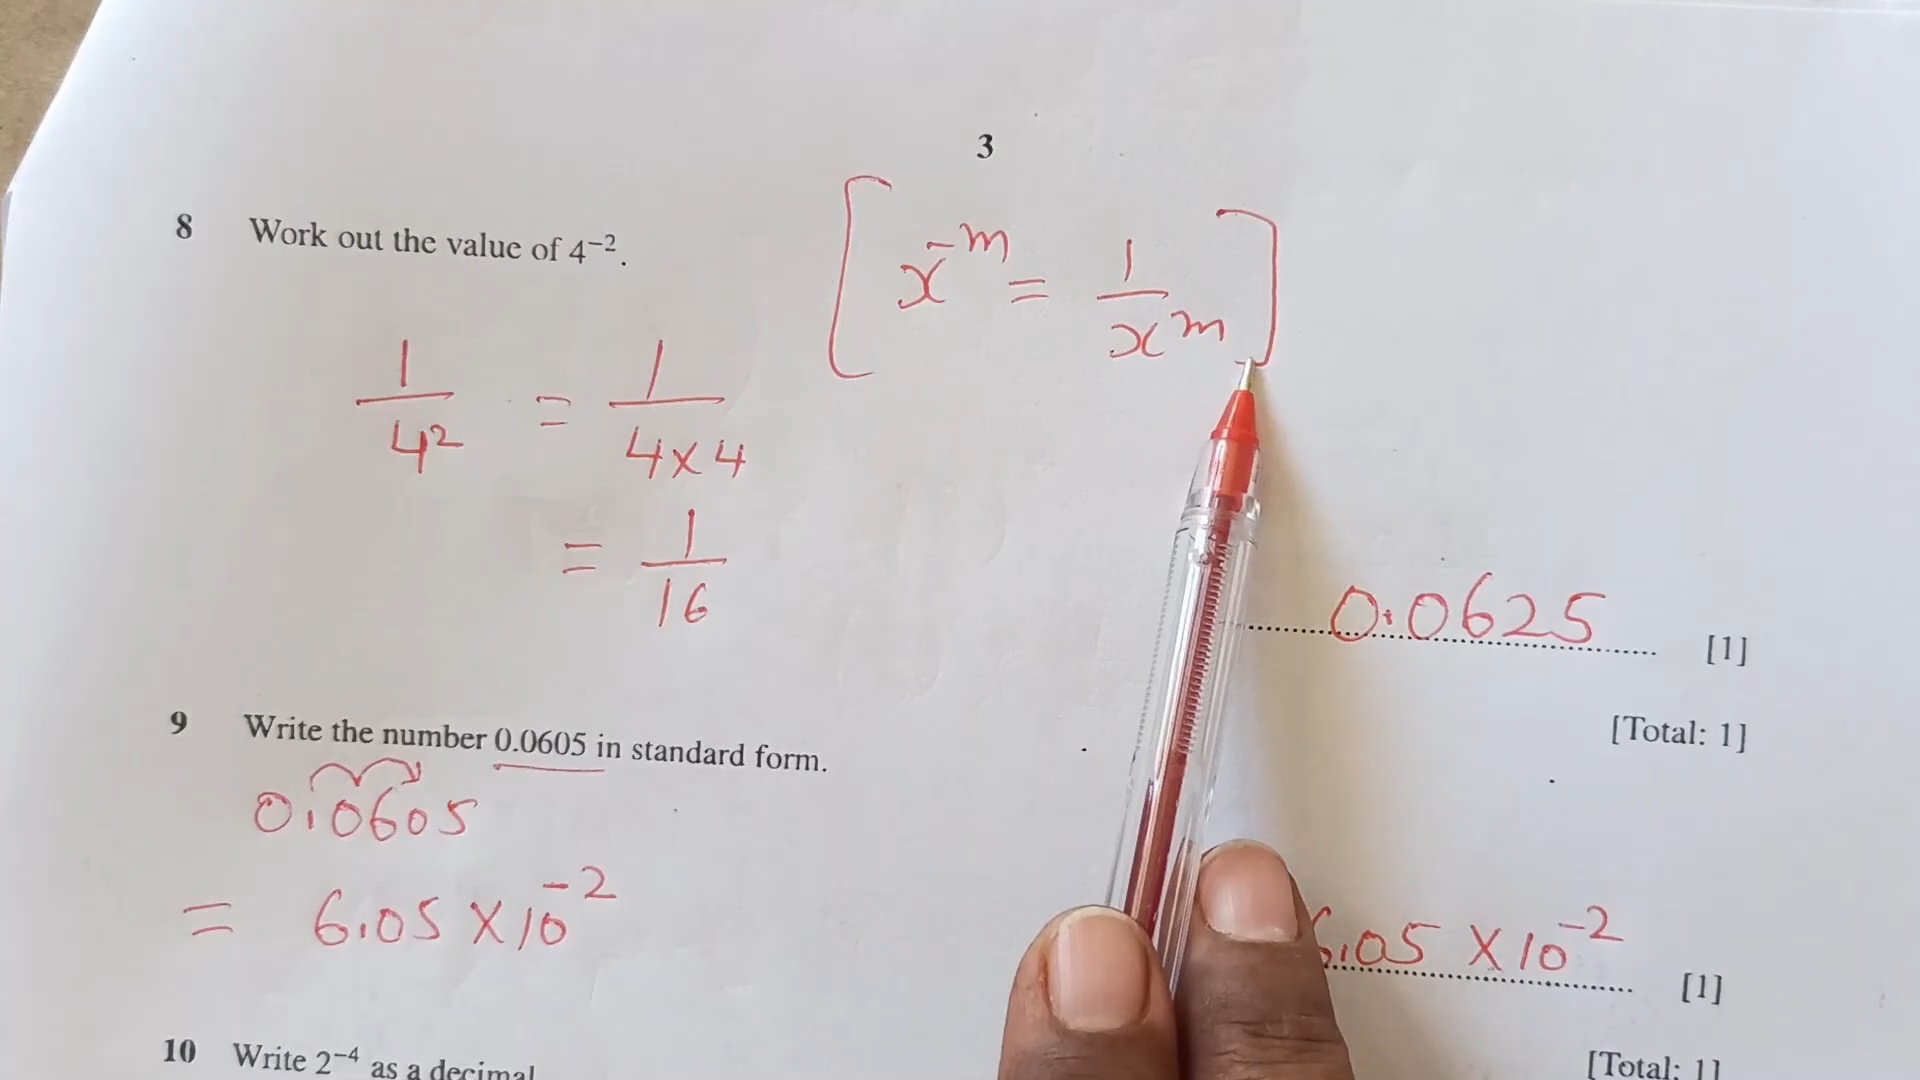 3
8 Work out the value of 4⁻².
[x⁻ᵐ = 1/xᵐ]
1/4² = 1/(4×4)
= 1/16
0.0625 [1]
[Total: 1]
9 Write the number 0.0605 in standard form.
0.0605
= 6.05 × 10⁻²
6.05 × 10⁻² [1]
[Total: 1]
10 Write 2⁻⁴ as a decimal